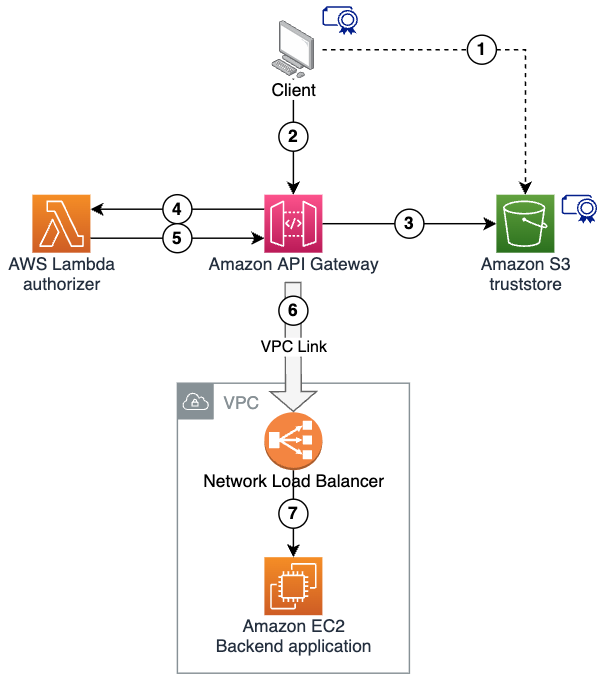 1
Client
2
4
3
</>
5
AWS Lambda
authorizer
Amazon API Gateway
Amazon S3
truststore
6
VPC Link
VPC
Network Load Balancer
7
Amazon EC2
Backend application